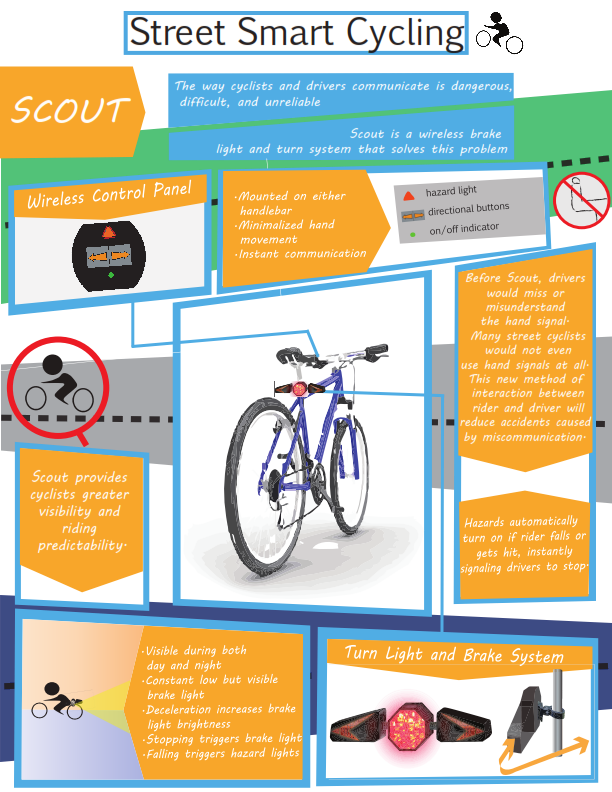 Street Smart Cycling
SCOUT
The way cyclists and drivers communicate is dangerous,
difficult, and unreliable
Scout is a wireless brake
light and turn system that solves this problem
Wireless Control Panel
·Mounted on either
handlebar
·Minimalized hand
movement
·Instant communication
hazard light
directional buttons
on/off indicator
Before Scout, drivers
would miss or
misunderstand
the hand signal.
Many street cyclists
would not even
use hand signals at all.
This new method of
interaction between
rider and driver will
reduce accidents caused
by miscommunication.
Scout provides
cyclists greater
visibility and
riding
predictability.
Hazards automatically
turn on if rider falls or
gets hit, instantly
signaling drivers to stop.
·Visible during both
day and night
·Constant low but visible
brake light
·Deceleration increases brake
light brightness
·Stopping triggers brake light
·Falling triggers hazard lights
Turn Light and Brake System